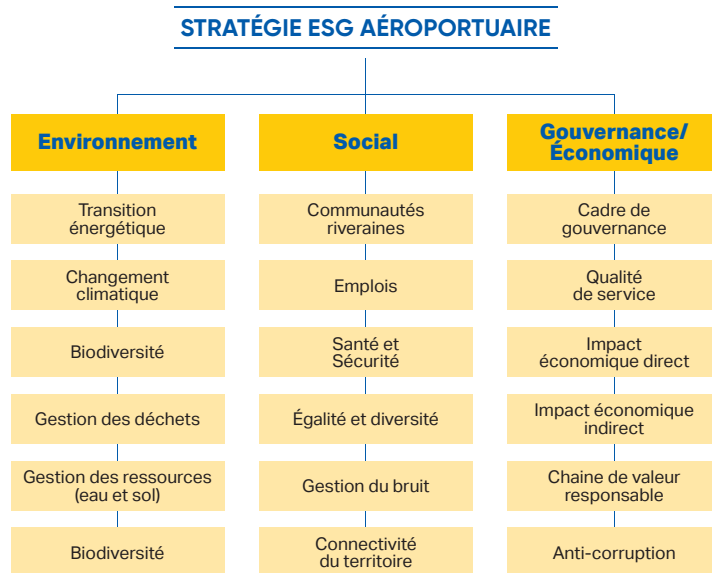 STRATÉGIE ESG AÉROPORTUAIRE
Environnement
Transition
énergétique
Changement
climatique
Biodiversité
Gestion des déchets
Gestion des ressources
(eau et sol)
Biodiversité
Social
Communautés
riveraines
Emplois
Santé et
Sécurité
Égalité et diversité
Gestion du bruit
Connectivité
du territoire
Gouvernance/
Économique
Cadre de
gouvernance
Qualité
de service
Impact
économique direct
Impact économique
indirect
Chaine de valeur
responsable
Anti-corruption